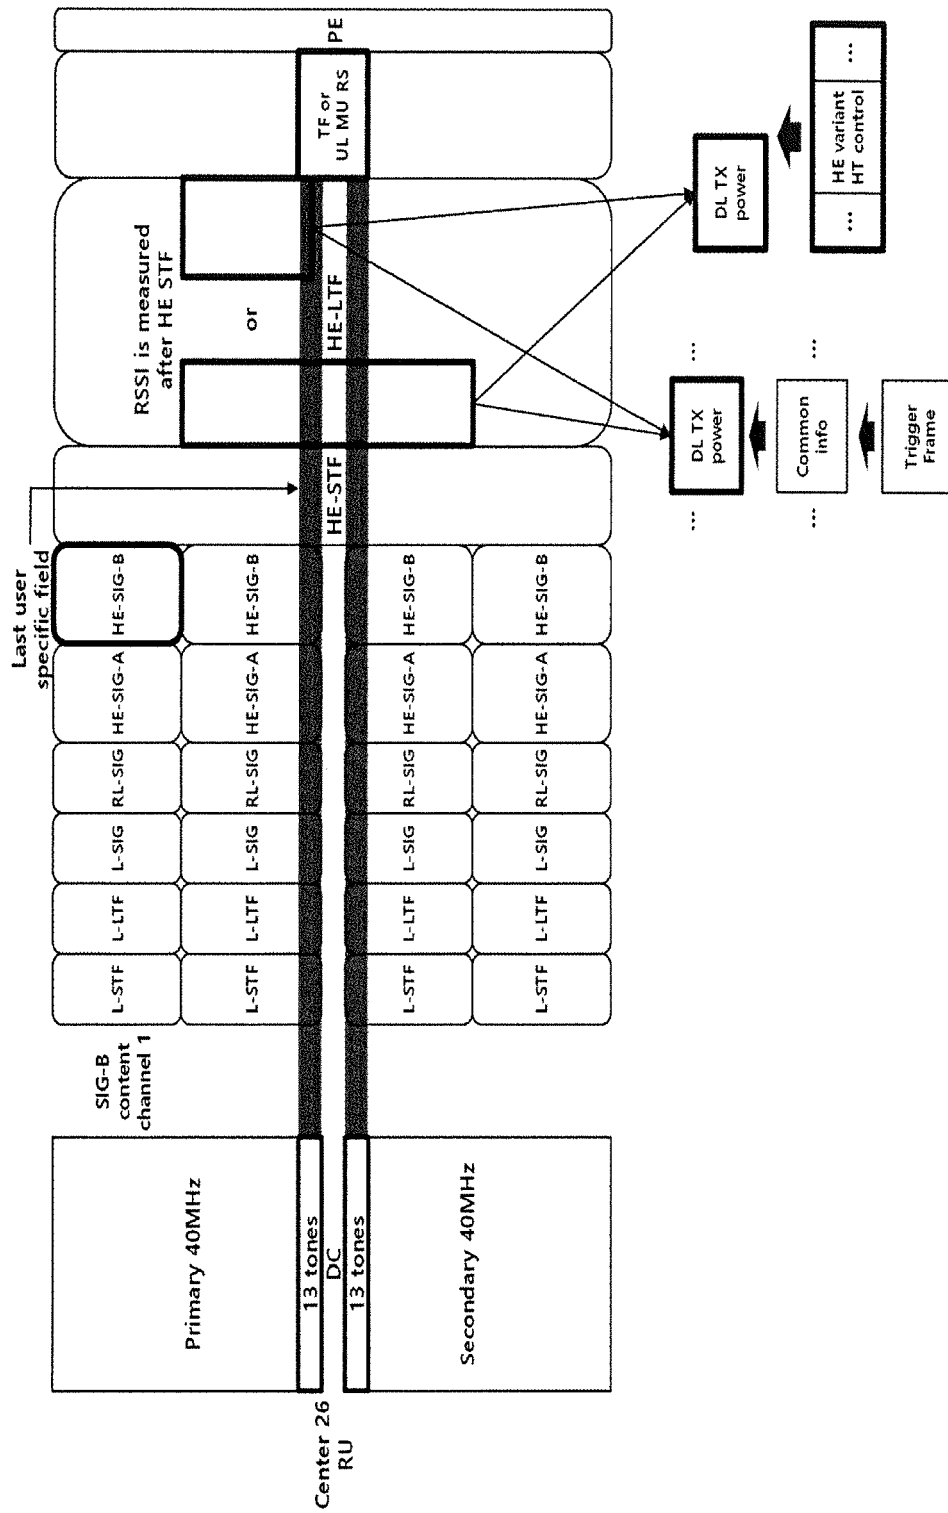 Last user
specific field
RSSI is measured
after HE STF
or
PE
TF or
UL MU RS
HE-STF
HE-LTF
SIG-B
content
channel 1
L-STF
L-LTF
L-SIG
RL-SIG
HE-SIG-A
HE-SIG-B
L-STF
L-LTF
L-SIG
RL-SIG
HE-SIG-A
HE-SIG-B
L-STF
L-LTF
L-SIG
RL-SIG
HE-SIG-A
HE-SIG-B
L-STF
L-LTF
L-SIG
RL-SIG
HE-SIG-A
HE-SIG-B
Primary 40MHz
Center 26
RU
13 tones
DC
13 tones
Secondary 40MHz
...
DL TX
power
...
...
Common
info
...
Trigger
Frame
DL TX
power
...
HE variant
HT control
...